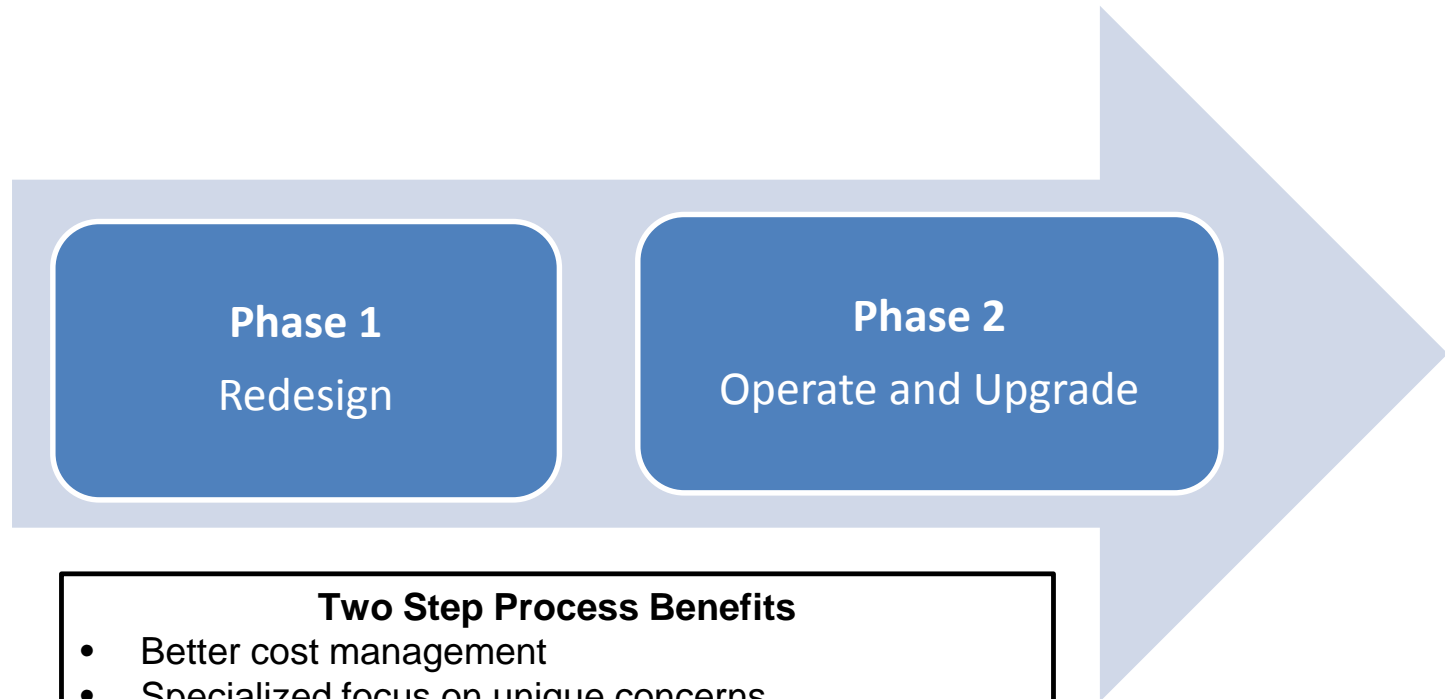 Phase 1
Redesign
Phase 2
Operate and Upgrade
Two Step Process Benefits
• Better cost management
• Specialized focus on unique concerns